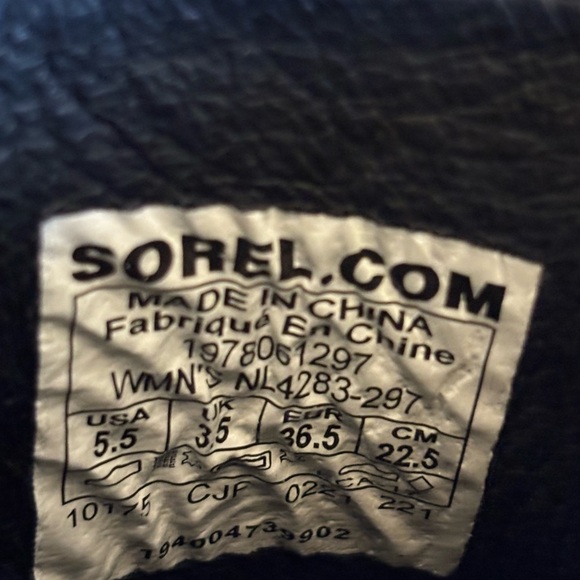 SOREL.COM
MADE IN CHINA
Fabriqué En Chine
1978061297
WMN'S NL4283-297
USA UK EUR CM
5.5 3.5 36.5 22.5
CJF 221